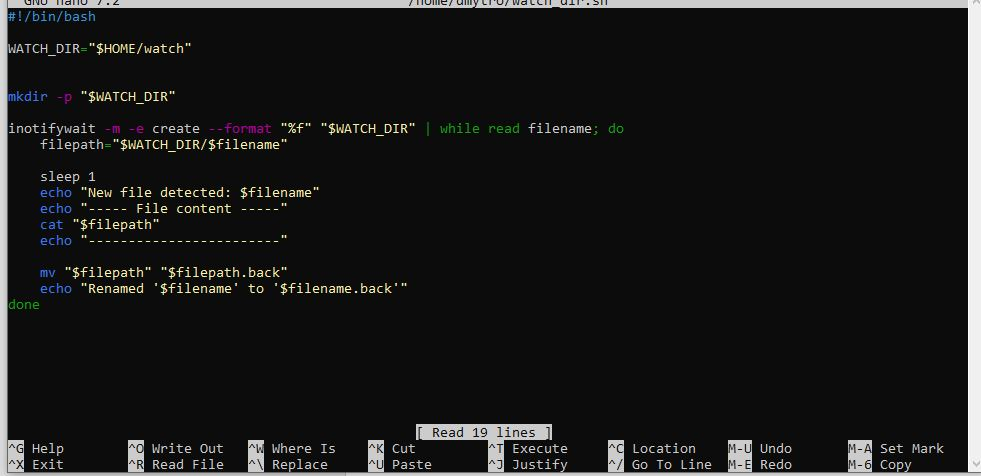 GNU nano 7.2 /home/dmytro/watch_dir.sh
#!/bin/bash
WATCH_DIR="$HOME/watch"
mkdir -p "$WATCH_DIR"
inotifywait -m -e create --format "%f" "$WATCH_DIR" | while read filename; do
filepath="$WATCH_DIR/$filename"
sleep 1
echo "New file detected: $filename"
echo "----- File content -----"
cat "$filepath"
echo "------------------------"
mv "$filepath" "$filepath.back"
echo "Renamed '$filename' to '$filename.back'"
done
[ Read 19 lines ]
^G Help ^O Write Out ^W Where Is ^K Cut ^T Execute ^C Location M-U Undo M-A Set Mark
^X Exit ^R Read File ^\ Replace ^U Paste ^J Justify ^/ Go To Line M-E Redo M-6 Copy